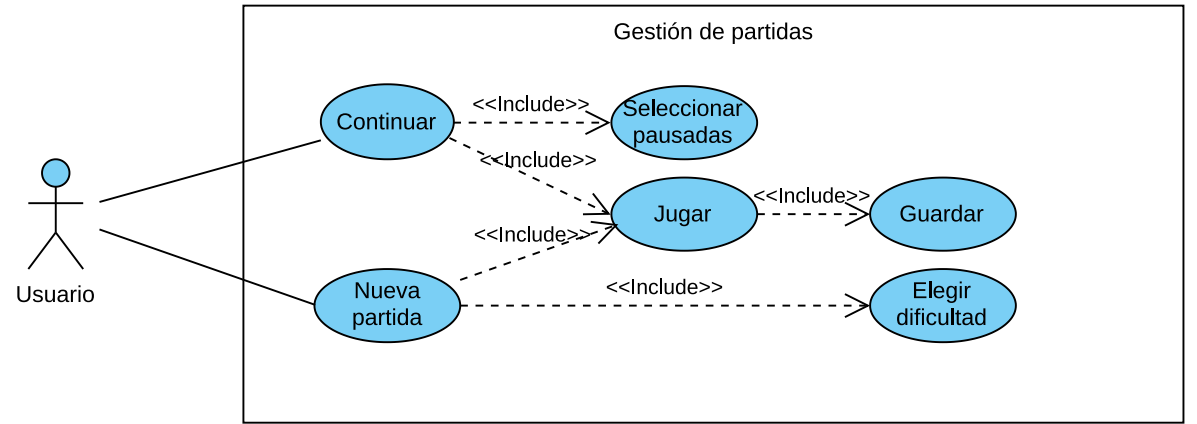 Gestión de partidas
<<Include>>
Continuar
Seleccionar
pausadas
<<Include>>
<<Include>>
Jugar
Guardar
<<Include>>
Usuario
Nueva
partida
<<Include>>
Elegir
dificultad